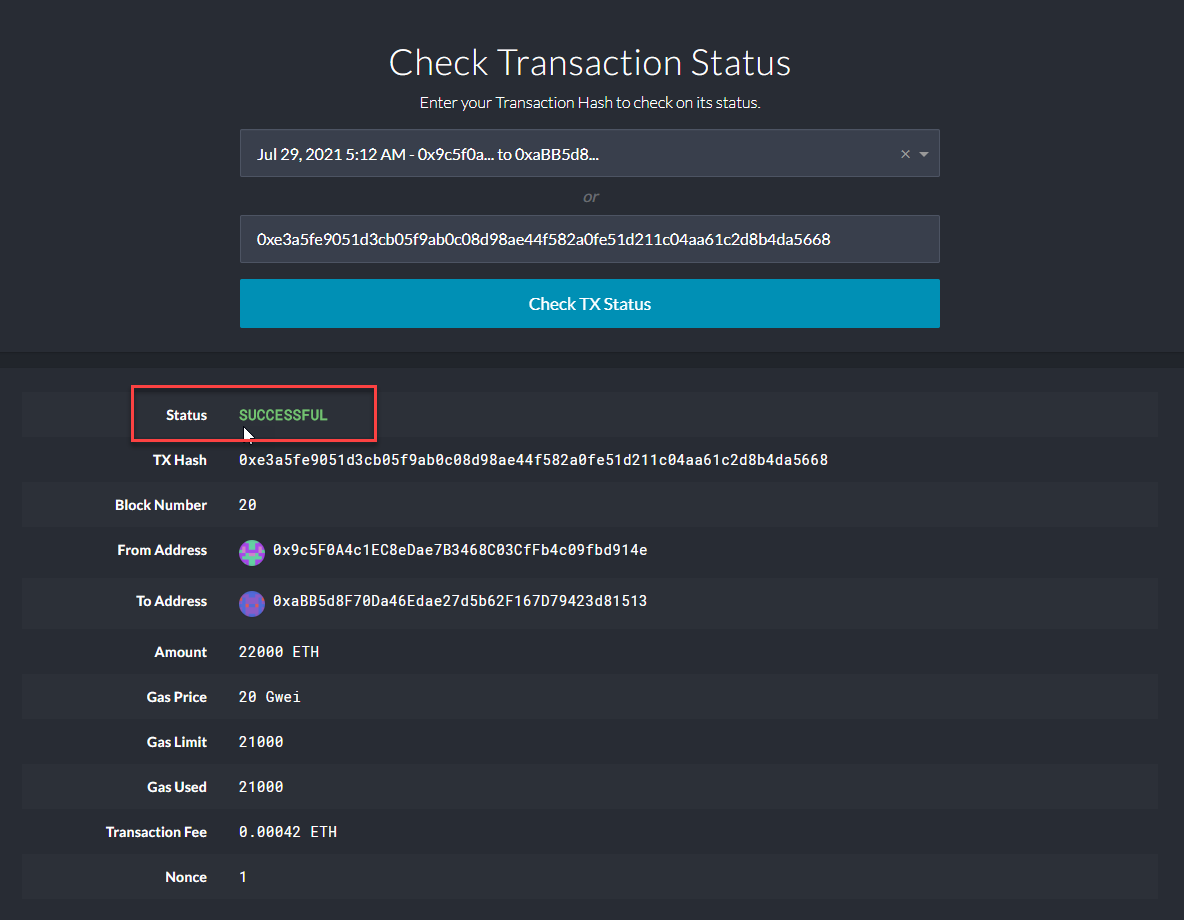 Check Transaction Status
Enter your Transaction Hash to check on its status.
Jul 29, 2021 5:12 AM - 0x9c5f0a... to 0xaBB5d8...
or
0xe3a5fe9051d3cb05f9ab0c08d98ae44f582a0fe51d211c04aa61c2d8b4da5668
Check TX Status
Status SUCCESSFUL
TX Hash 0xe3a5fe9051d3cb05f9ab0c08d98ae44f582a0fe51d211c04aa61c2d8b4da5668
Block Number 20
From Address 0x9c5F0A4c1EC8eDae7B3468C03CfFb4c09fbd914e
To Address 0xaBB5d8F70Da46Edae27d5b62F167D79423d81513
Amount 22000 ETH
Gas Price 20 Gwei
Gas Limit 21000
Gas Used 21000
Transaction Fee 0.00042 ETH
Nonce 1